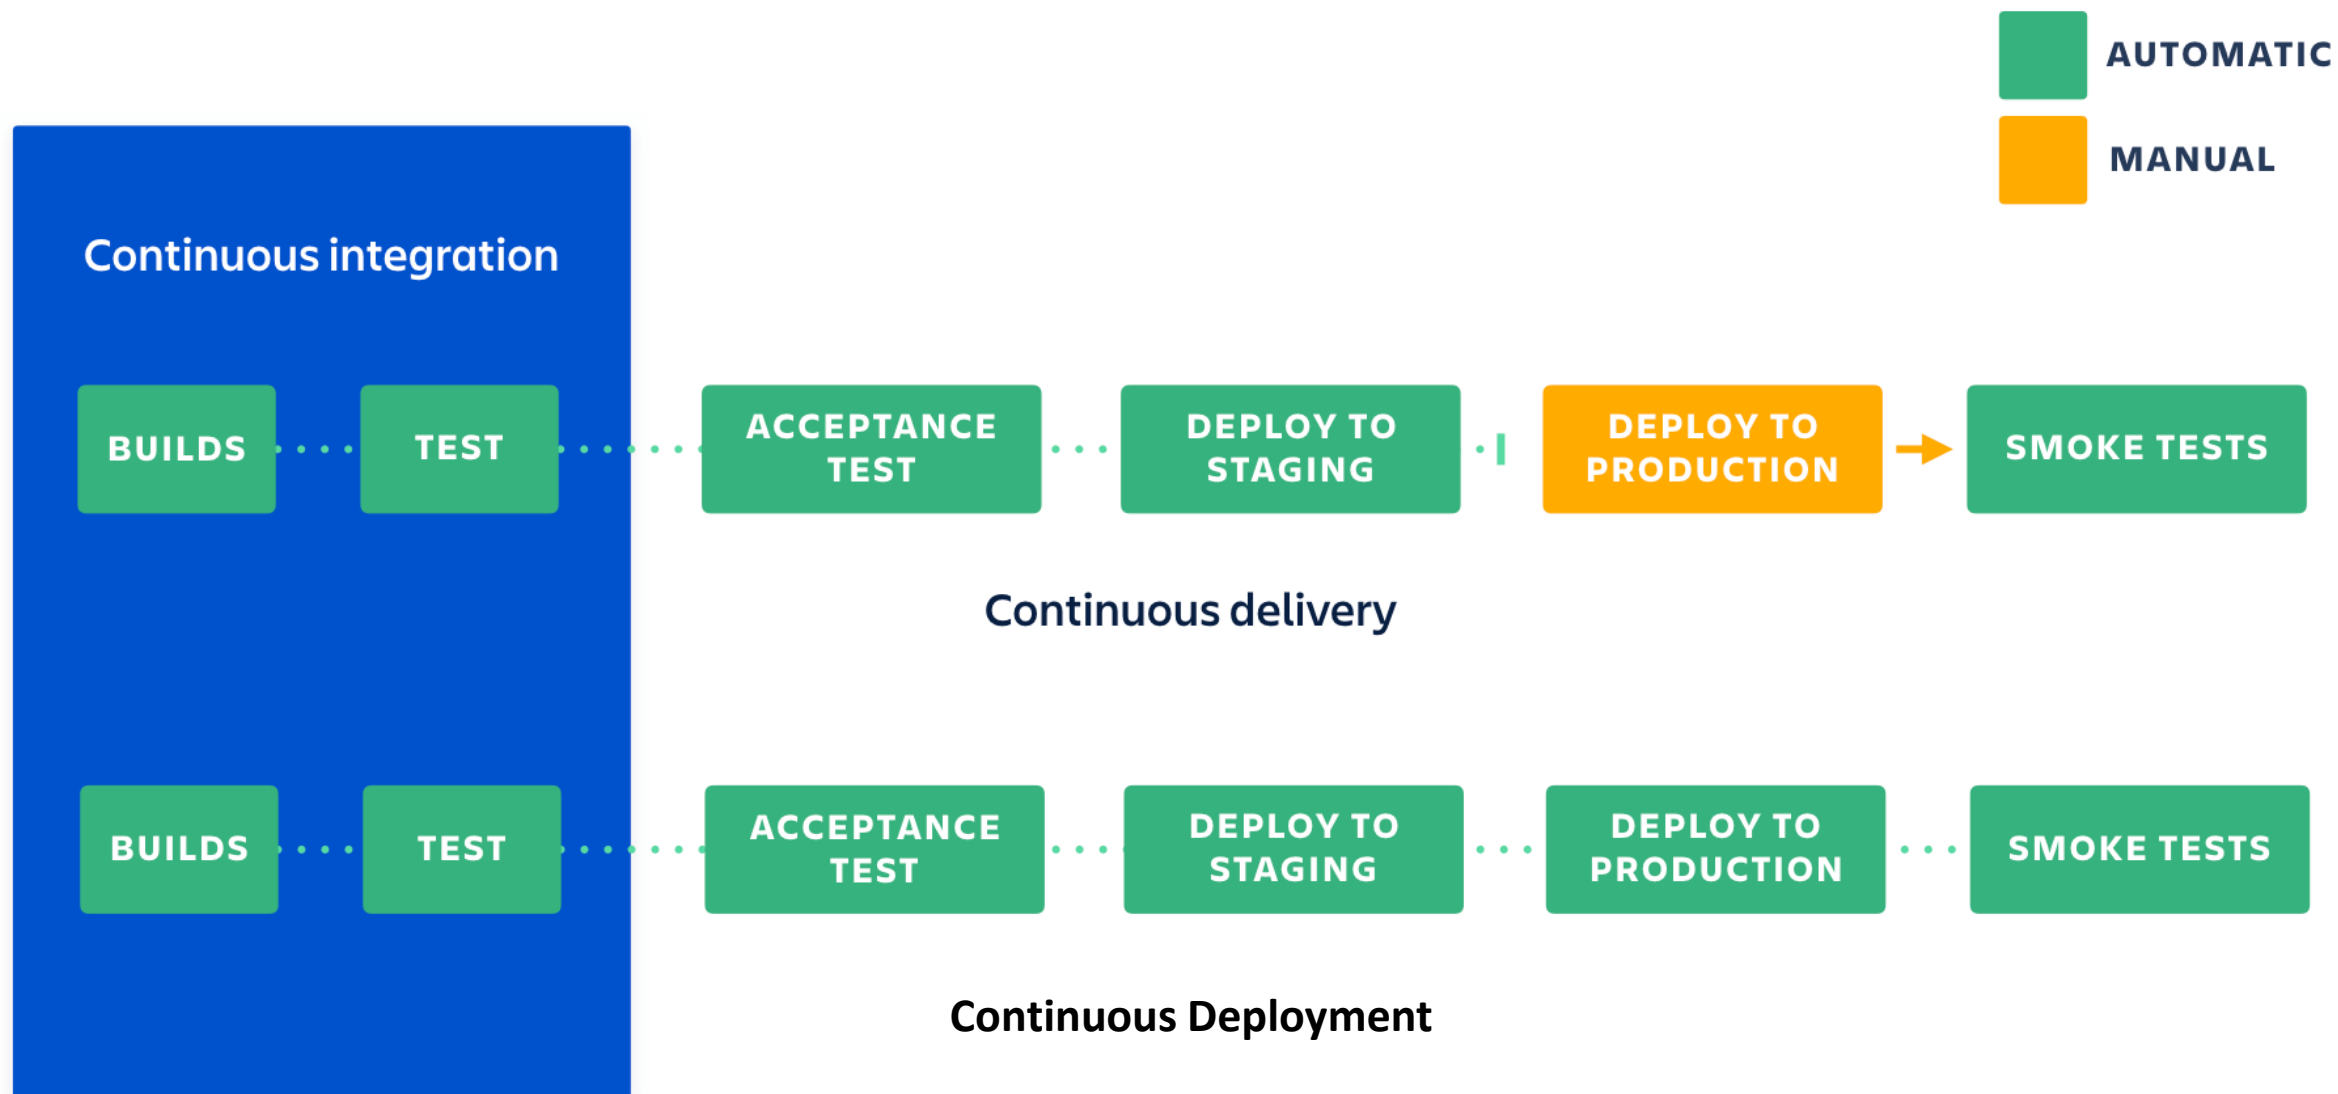 AUTOMATIC
MANUAL
Continuous integration
BUILDS
TEST
ACCEPTANCE
TEST
DEPLOY TO
STAGING
DEPLOY TO
PRODUCTION
SMOKE TESTS
Continuous delivery
BUILDS
TEST
ACCEPTANCE
TEST
DEPLOY TO
STAGING
DEPLOY TO
PRODUCTION
SMOKE TESTS
Continuous Deployment